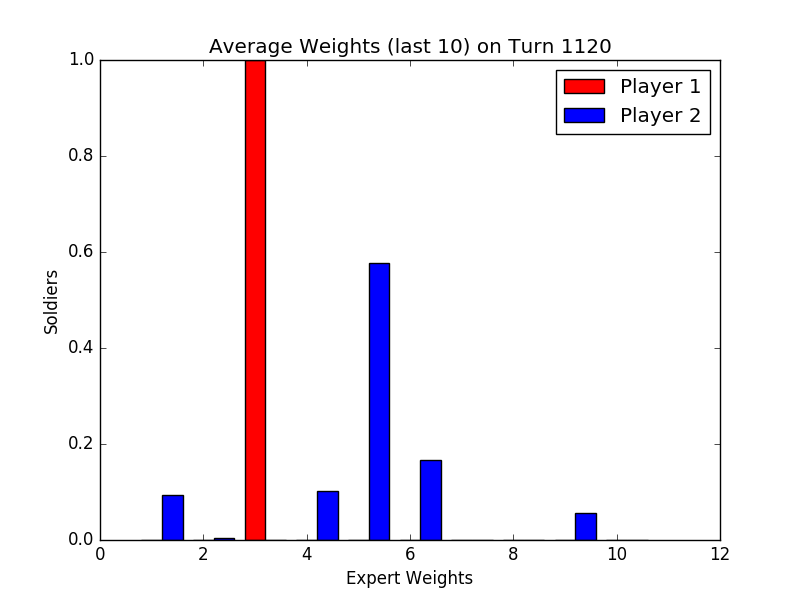 Average Weights (last 10) on Turn 1120
1.0
0.8
0.6
0.4
0.2
0.0
Soldiers
Player 1
Player 2
0 2 4 6 8 10 12
Expert Weights